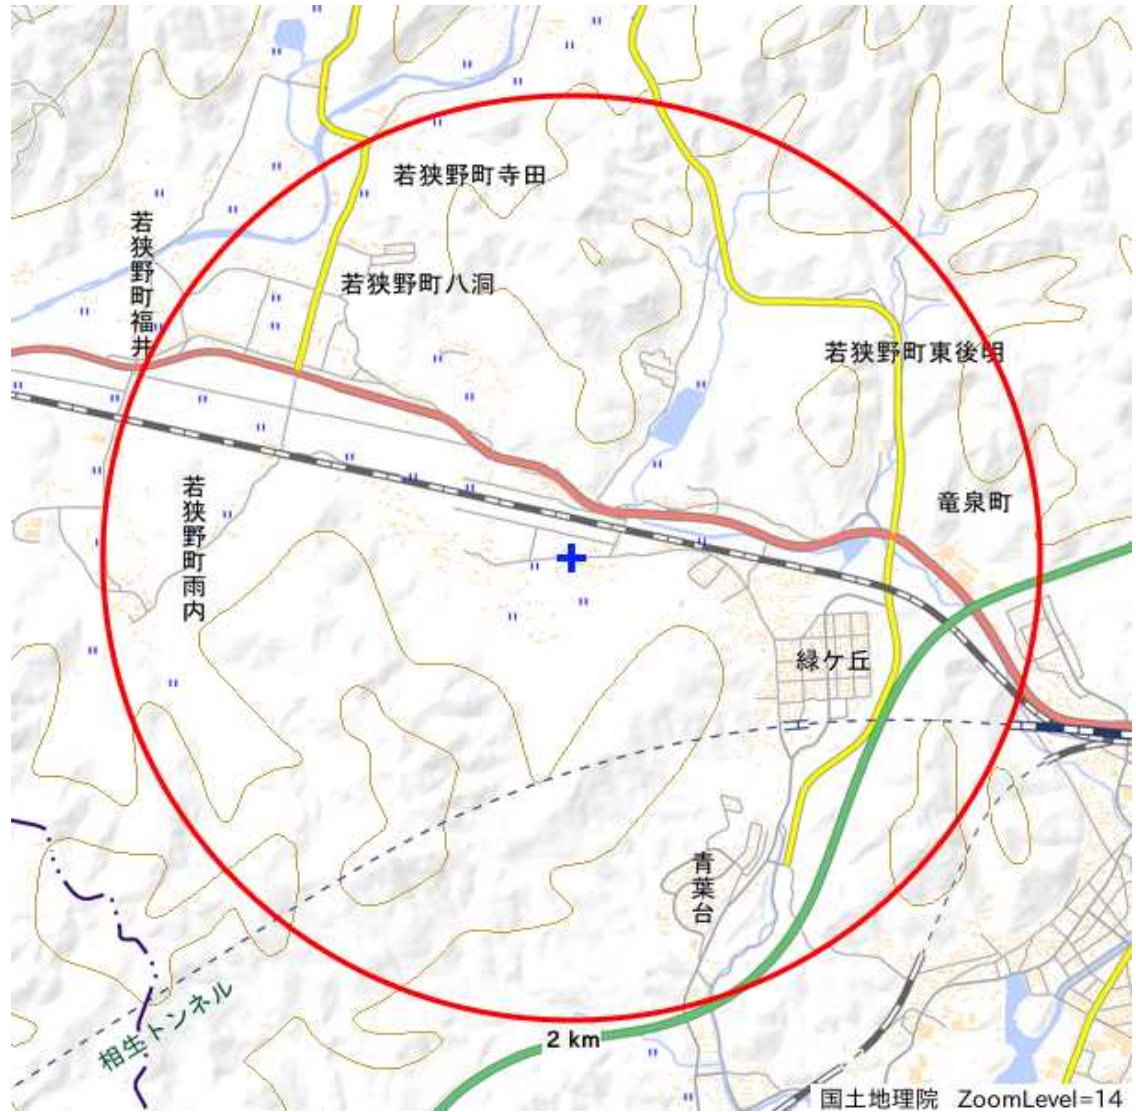 若狭野町寺田
若狭野町福井
若狭野町八洞
若狭野町東後明
若狭野町雨内
竜泉町
緑ケ丘
青葉台
相生トンネル
2 km
国土地理院 ZoomLevel=14